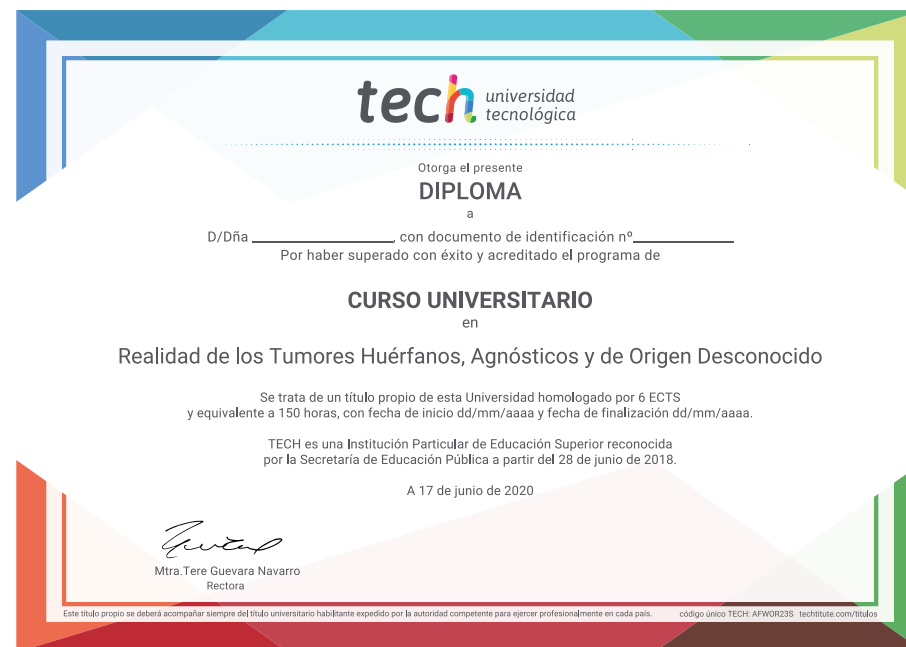 tech universidad
tecnológica
Otorga el presente
DIPLOMA
a
D/Dña ____________________, con documento de identificación nº______________
Por haber superado con éxito y acreditado el programa de
CURSO UNIVERSITARIO
en
Realidad de los Tumores Huérfanos, Agnósticos y de Origen Desconocido
Se trata de un título propio de esta Universidad homologado por 6 ECTS
y equivalente a 150 horas, con fecha de inicio dd/mm/aaaa y fecha de finalización dd/mm/aaaa.
TECH es una Institución Particular de Educación Superior reconocida
por la Secretaría de Educación Pública a partir del 28 de junio de 2018.
A 17 de junio de 2020
Mtra.Tere Guevara Navarro
Rectora
Este título propio se deberá acompañar siempre del título universitario habilitante expedido por la autoridad competente para ejercer profesionalmente en cada país. código único TECH: AFWOR23S techtitute.com/titulos